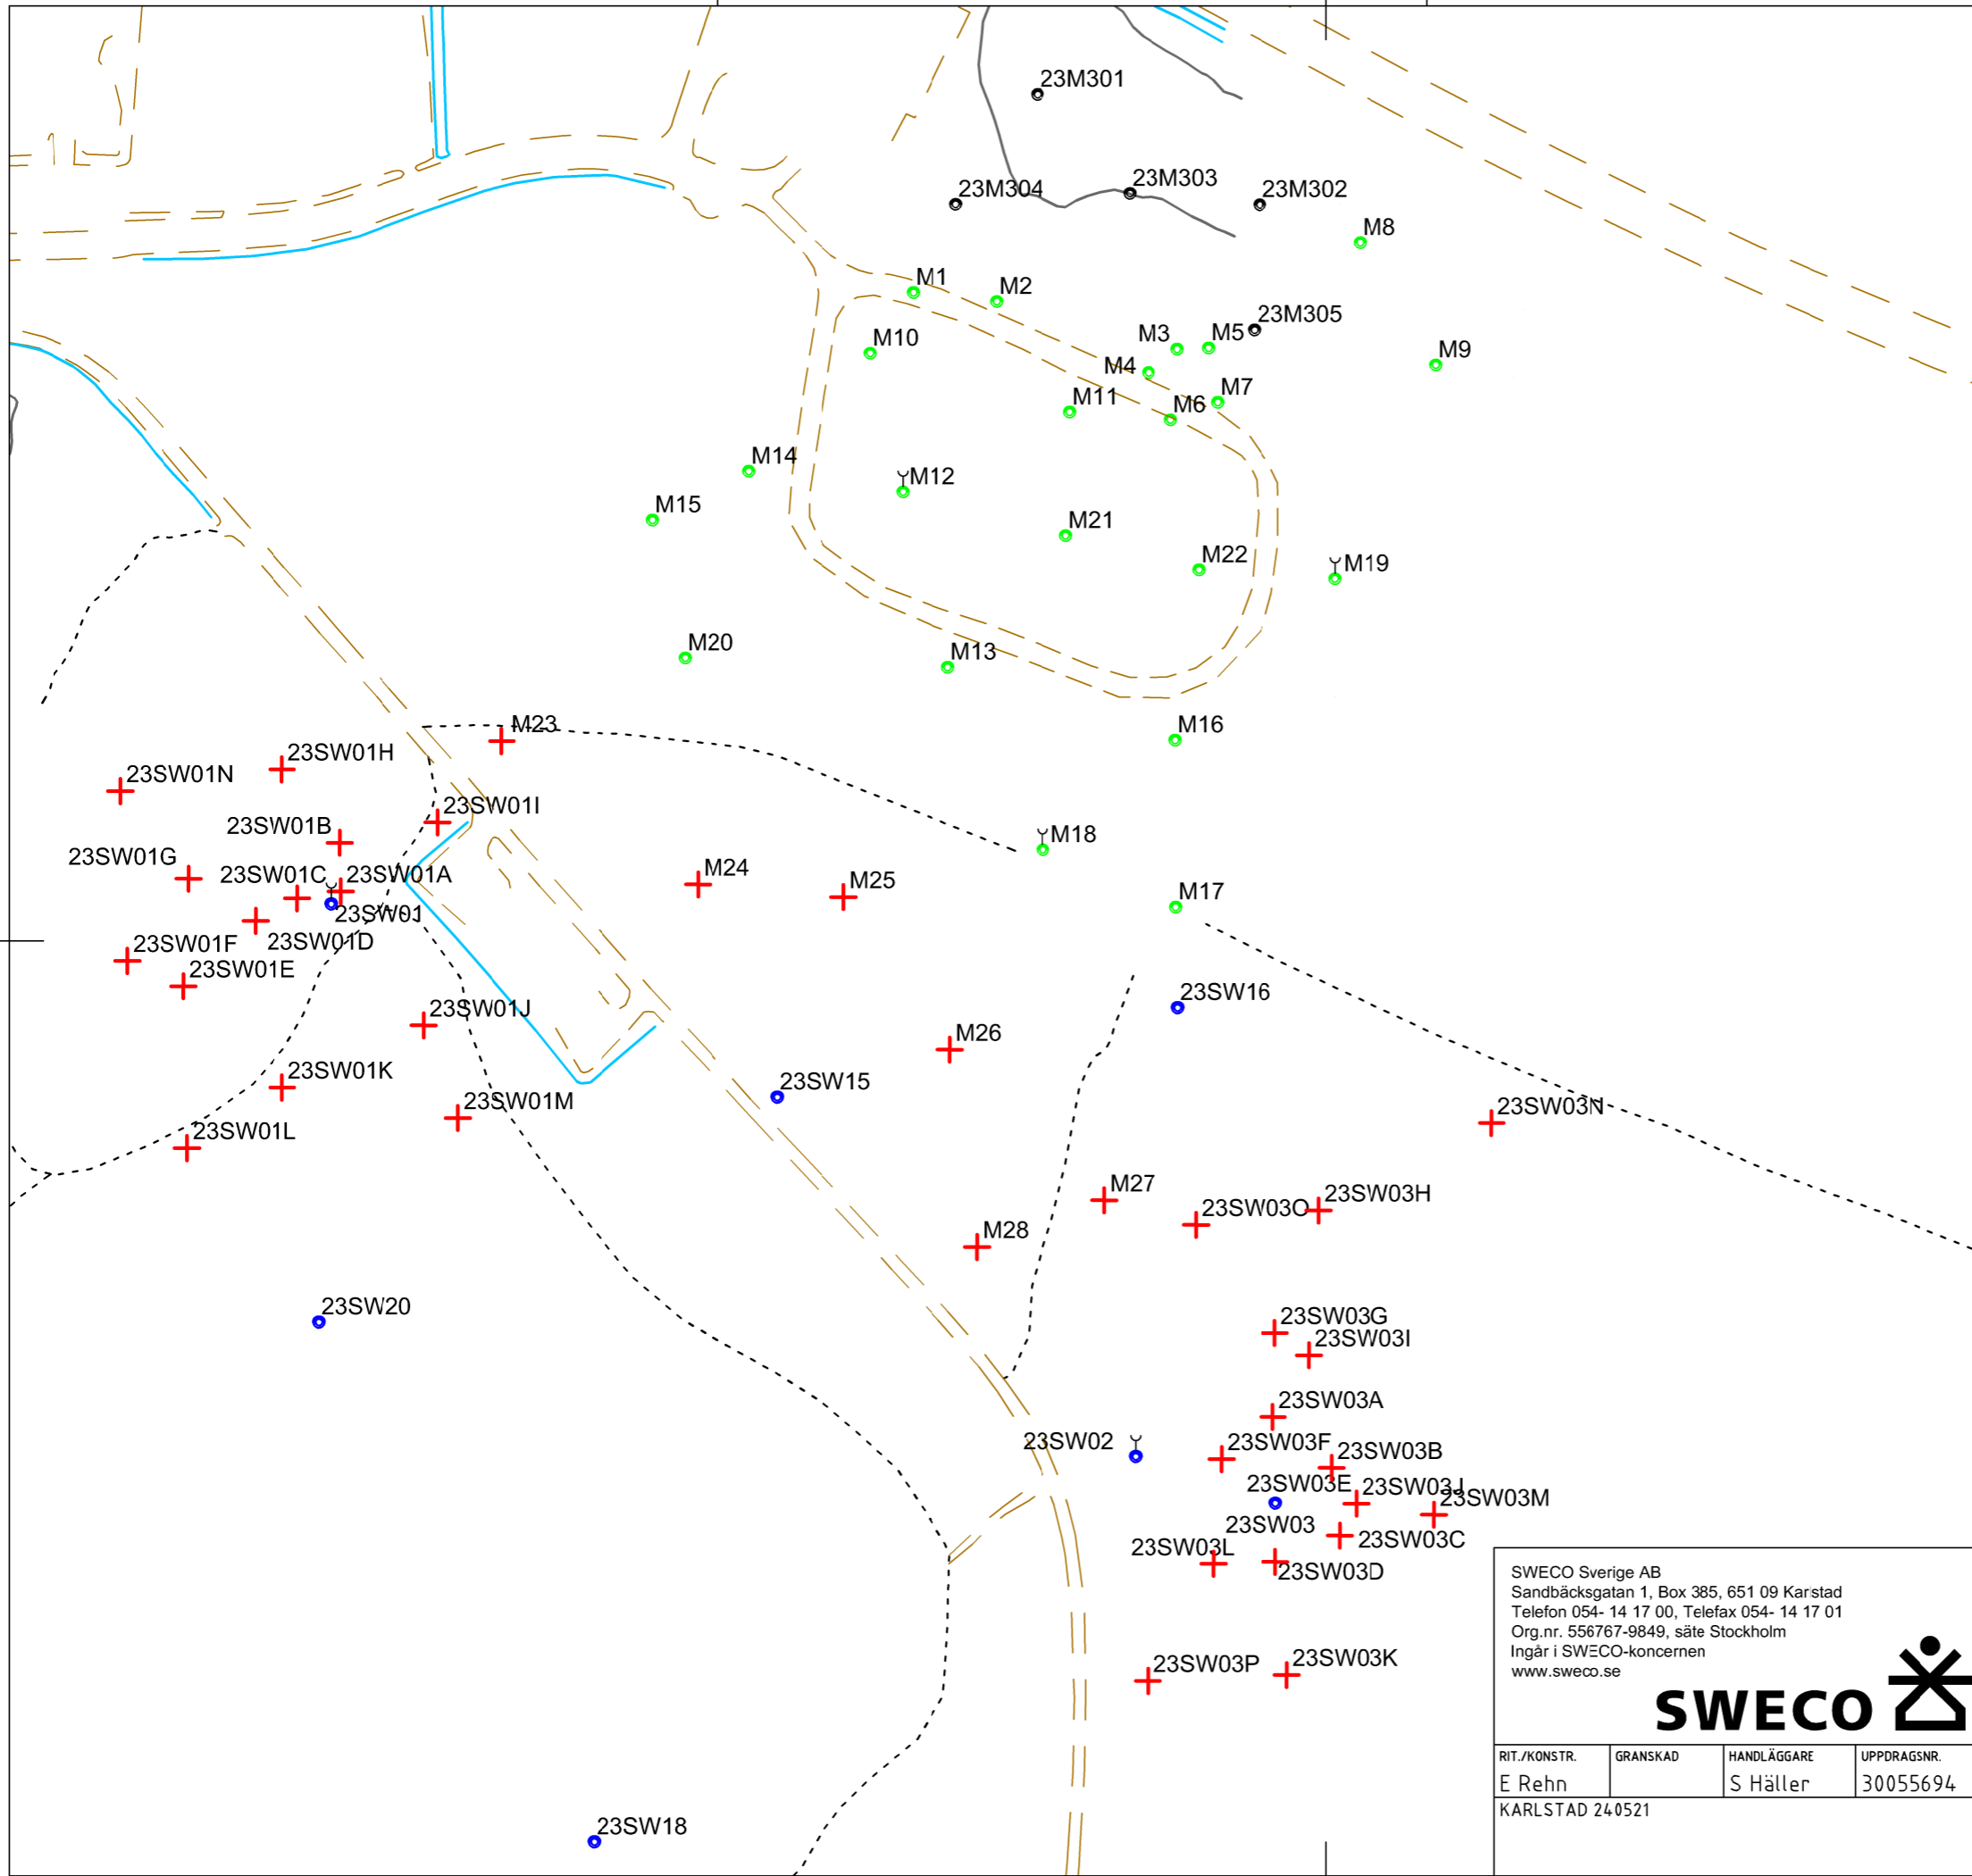 23M301
23M304
23M303
23M302
M8
M1
M2
23M305
M3
M5
M10
M4
M9
M11
M6
M7
M14
M12
M15
M21
M22
M19
M20
M13
M23
M16
23SW01H
23SW01N
23SW01I
23SW01B
M18
23SW01G
23SW01C
23SW01A
M24
M25
M17
23SW01
23SW01D
23SW01F
23SW01E
23SW16
23SW01J
M26
23SW01K
23SW15
23SW01M
23SW03N
23SW01L
M27
23SW03O
23SW03H
M28
23SW20
23SW03G
23SW03I
23SW03A
23SW02
23SW03F
23SW03B
23SW03E
23SW03J
23SW03M
23SW03
23SW03C
23SW03L
23SW03D
23SW03P
23SW03K
23SW18
SWECO Sverige AB
Sandbäcksgatan 1, Box 385, 651 09 Karlstad
Telefon 054- 14 17 00, Telefax 054- 14 17 01
Org.nr. 556767-9849, säte Stockholm
Ingår i SWECO-koncernen
www.sweco.se
SWECO
RIT./KONSTR. GRANSKAD HANDLÄGGARE UPPDRAGSNR.
E Rehn S Häller 30055694
KARLSTAD 240521